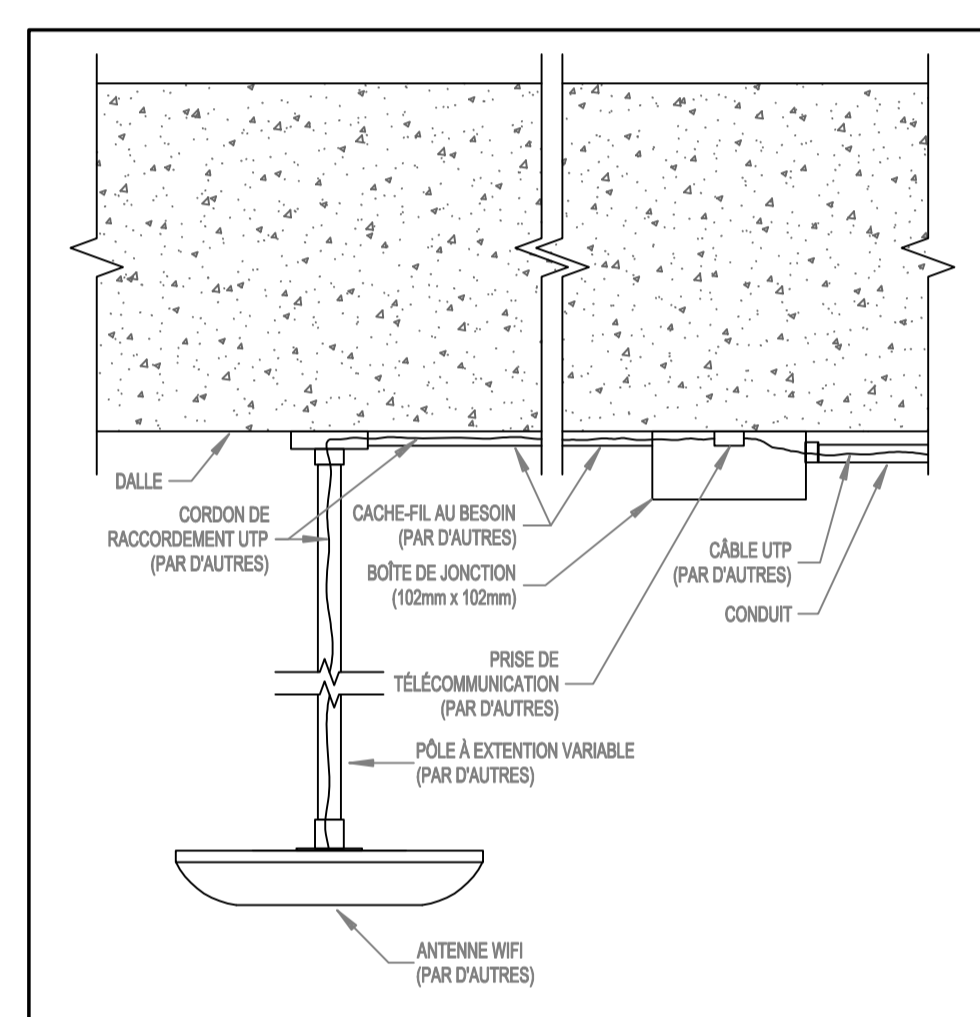 DALLE
CORDON DE
RACCORDEMENT UTP
(PAR D'AUTRES)
CACHE-FIL AU BESOIN
(PAR D'AUTRES)
BOÎTE DE JONCTION
(102mm x 102mm)
CÂBLE UTP
(PAR D'AUTRES)
CONDUIT
PRISE DE
TÉLÉCOMMUNICATION
(PAR D'AUTRES)
PÔLE À EXTENTION VARIABLE
(PAR D'AUTRES)
ANTENNE WIFI
(PAR D'AUTRES)